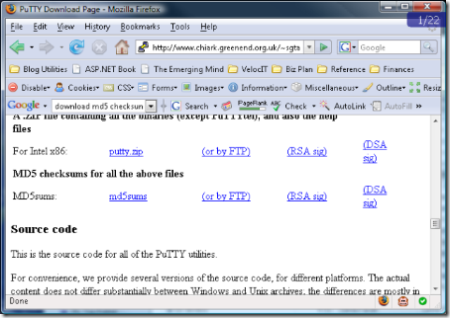 PuTTY Download Page - Mozilla Firefox
1/22
File Edit View History Bookmarks Tools Help
http://www.chiark.greenend.org.uk/~sgta
Google
Blog Utilities ASP.NET Book The Emerging Mind VelocIT Biz Plan Reference Finances
Disable Cookies CSS Forms Images Information Miscellaneous Outline Resiz
Google download md5 checksun Search PageRank Check AutoLink AutoFill
A .ZIP file containing all the binaries (except PuTTYtel), and also the help
files
For Intel x86: putty.zip (or by FTP) (RSA sig) (DSA
sig)
MD5 checksums for all the above files
MD5sums: md5sums (or by FTP) (RSA sig) (DSA
sig)
Source code
This is the source code for all of the PuTTY utilities.
For convenience, we provide several versions of the source code, for different platforms. The actual
content does not differ substantially between Windows and Unix archives, the differences are mostly in
Done